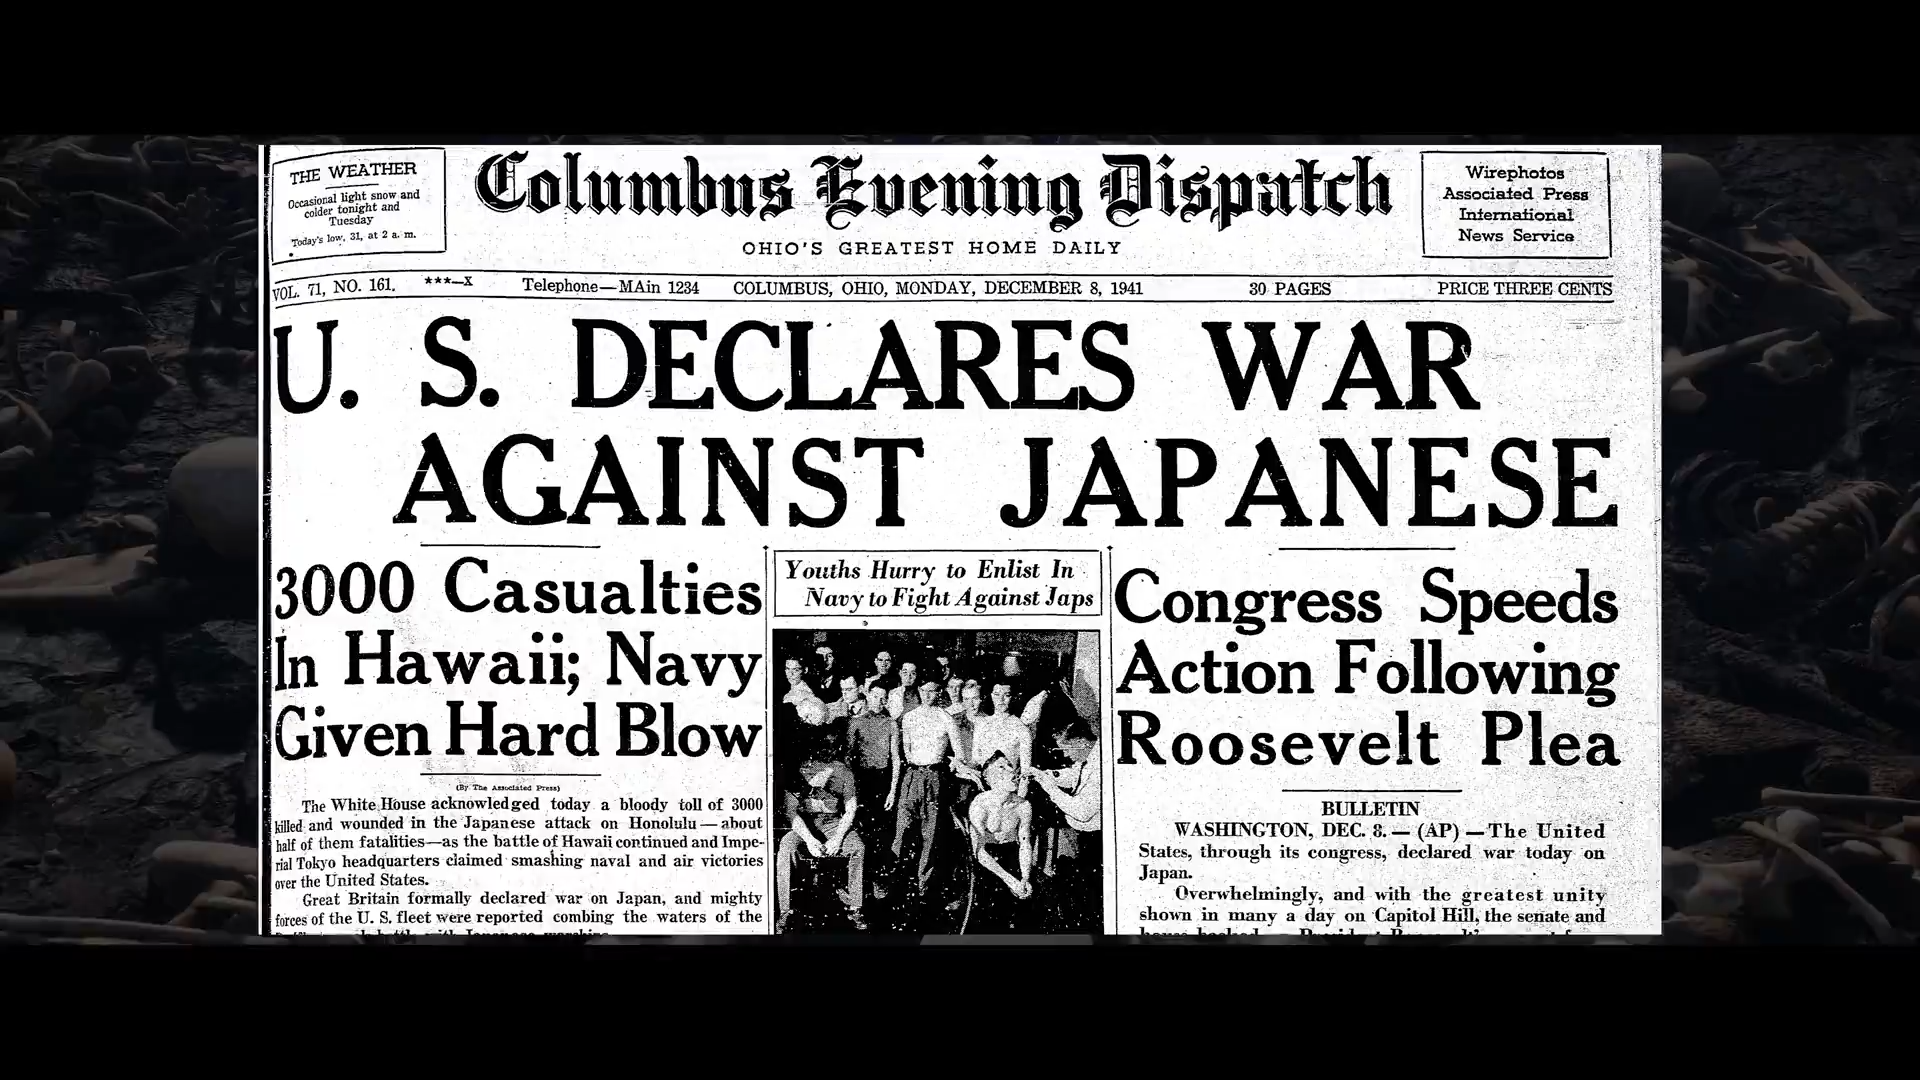 THE WEATHER
Occasional light snow and
colder tonight and
Tuesday
Today's low, 31, at 2 a. m.
Columbus Evening Dispatch
OHIO'S GREATEST HOME DAILY
Wirephotos
Associated Press
International
News Service
VOL. 71, NO. 161. ***—X Telephone—MAin 1234 COLUMBUS, OHIO, MONDAY, DECEMBER 8, 1941 30 PAGES PRICE THREE CENTS
U. S. DECLARES WAR
AGAINST JAPANESE
3000 Casualties
In Hawaii; Navy
Given Hard Blow
(By The Associated Press)
The White House acknowledged today a bloody toll of 3000
killed and wounded in the Japanese attack on Honolulu—about
half of them fatalities—as the battle of Hawaii continued and Impe-
rial Tokyo headquarters claimed smashing naval and air victories
over the United States.
Great Britain formally declared war on Japan, and mighty
forces of the U. S. fleet were reported combing the waters of the
Youths Hurry to Enlist In
Navy to Fight Against Japs
Congress Speeds
Action Following
Roosevelt Plea
BULLETIN
WASHINGTON, DEC. 8.—(AP)—The United
States, through its congress, declared war today on
Japan.
Overwhelmingly, and with the greatest unity
shown in many a day on Capitol Hill, the senate and